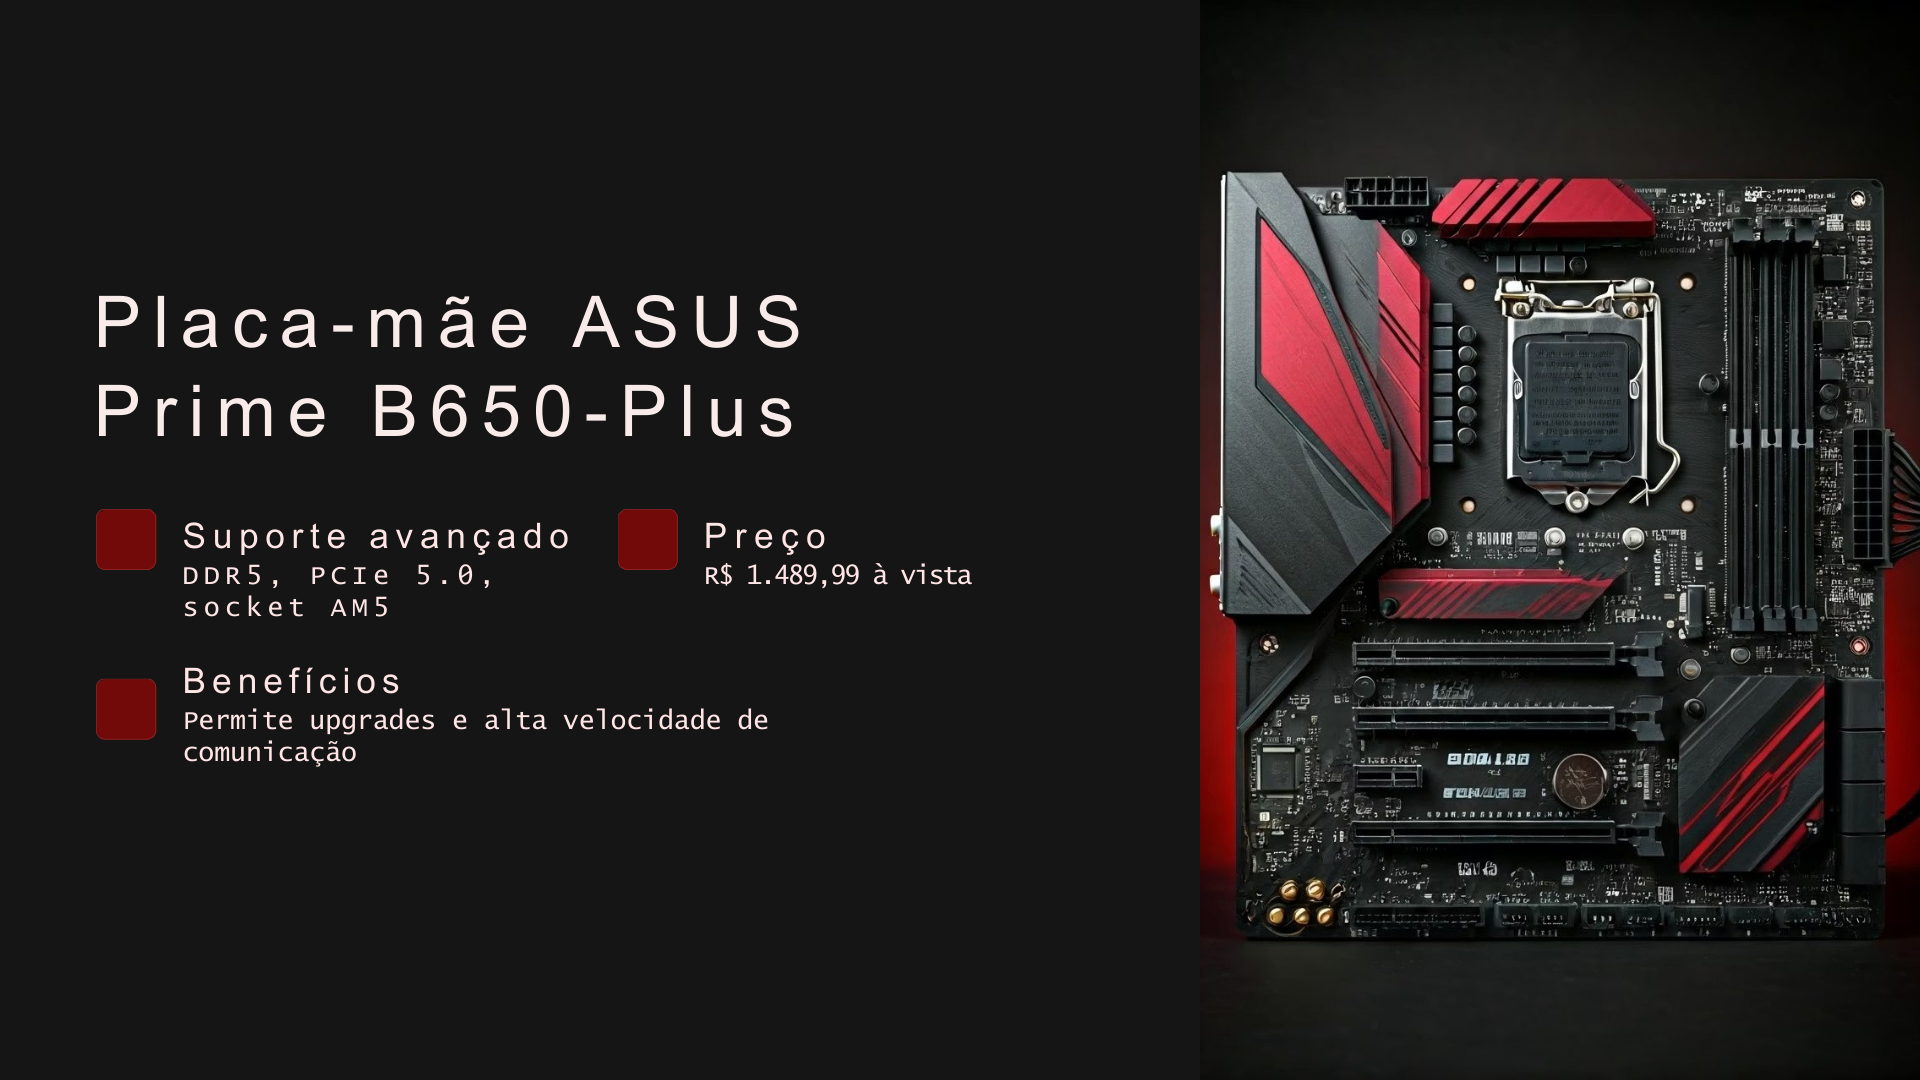 Placa-mãe ASUS
Prime B650-Plus
Suporte avançado
DDR5, PCIe 5.0,
socket AM5
Preço
R$ 1.489,99 à vista
Benefícios
Permite upgrades e alta velocidade de
comunicação